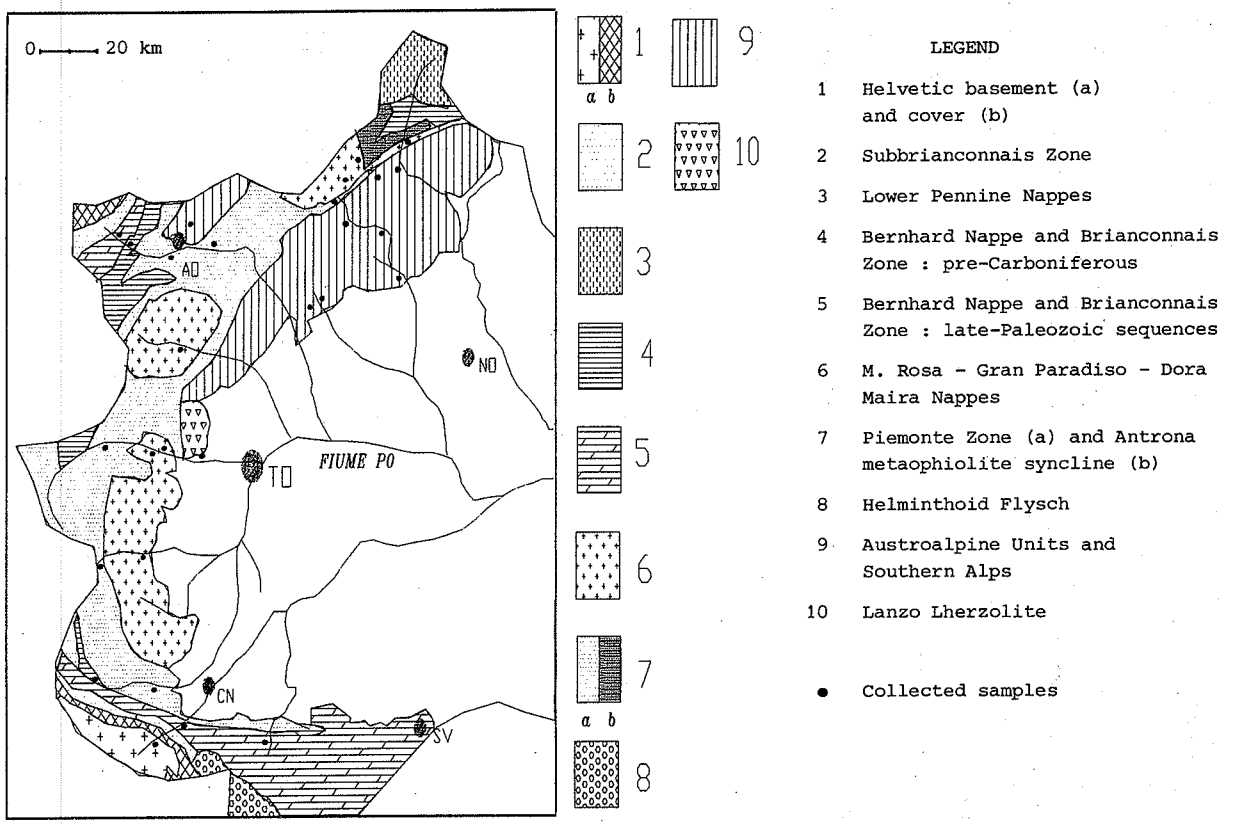 0 20 km
AO
NO
TO
FIUME PO
CN
SV
1
a b
2
3
4
5
6
7
a b
8
9
10
LEGEND
1 Helvetic basement (a)
and cover (b)
2 Subbrianconnais Zone
3 Lower Pennine Nappes
4 Bernhard Nappe and Brianconnais
Zone : pre-Carboniferous
5 Bernhard Nappe and Brianconnais
Zone : late-Paleozoic sequences
6 M. Rosa - Gran Paradiso - Dora
Maira Nappes
7 Piemonte Zone (a) and Antrona
metaophiolite syncline (b)
8 Helminthoid Flysch
9 Austroalpine Units and
Southern Alps
10 Lanzo Lherzolite
● Collected samples